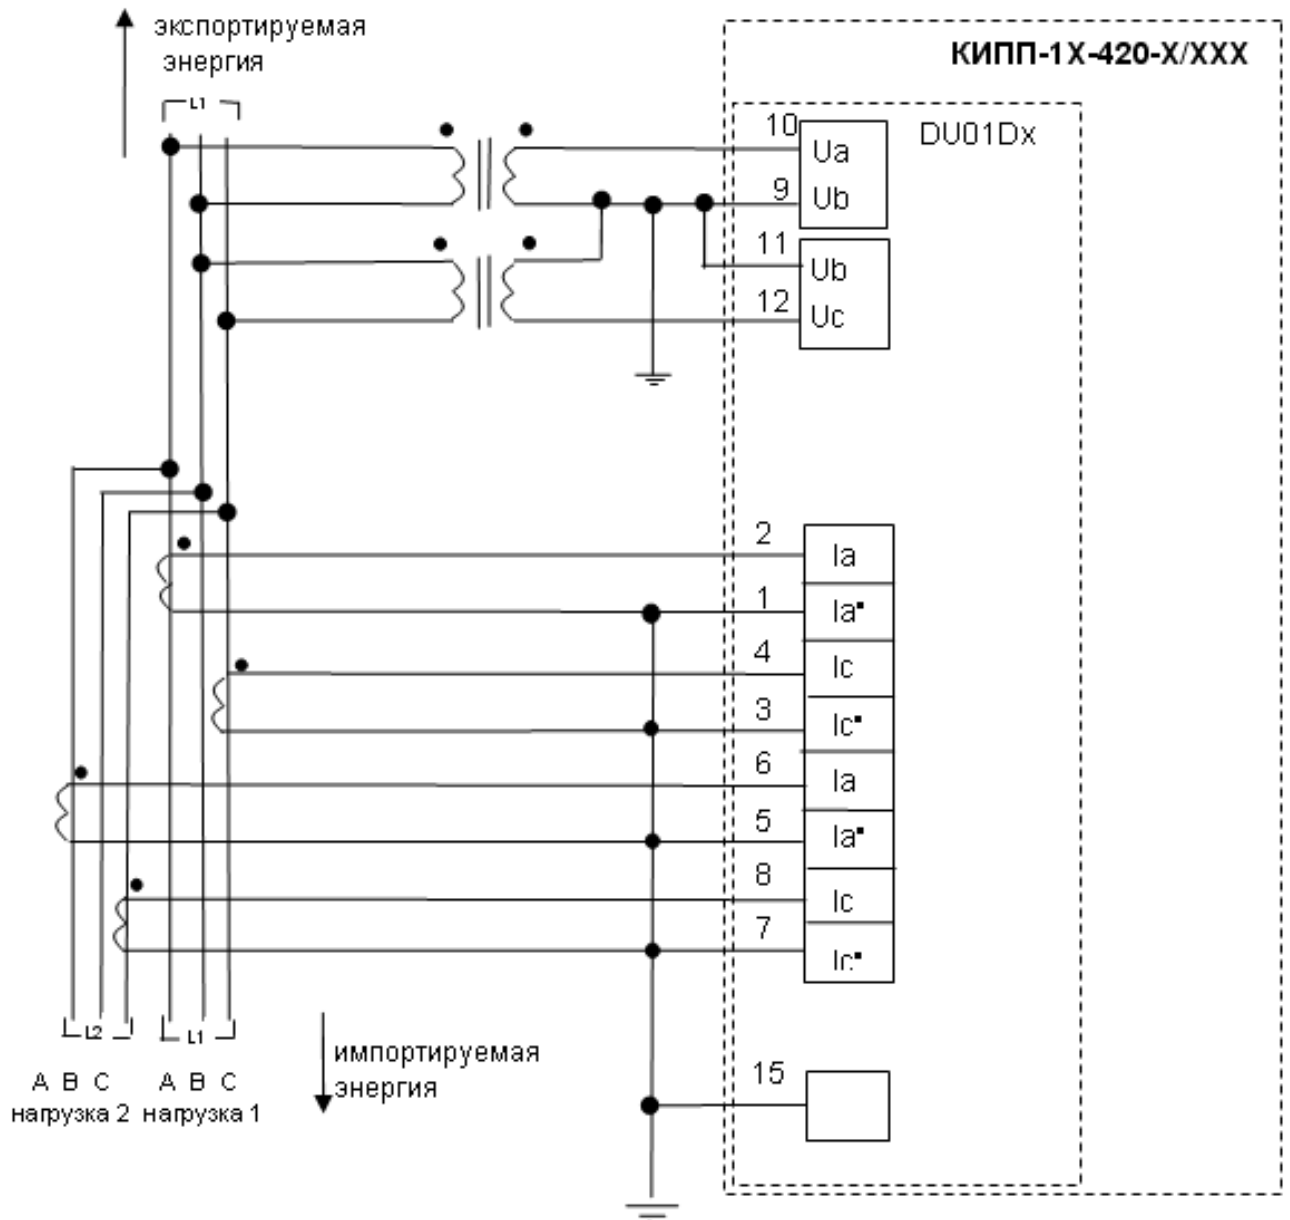 экспортируемая
энергия
КИПП-1Х-420-Х/ХХХ
L1
DU01Dx
10
Ua
9
Ub
11
Ub
12
Uc
2
Ia
1
Ia▪
4
Ic
3
Ic▪
6
Ia
5
Ia▪
8
Ic
7
Ic▪
L2
L1
импортируемая
энергия
15
A B C
A B C
нагрузка 2
нагрузка 1